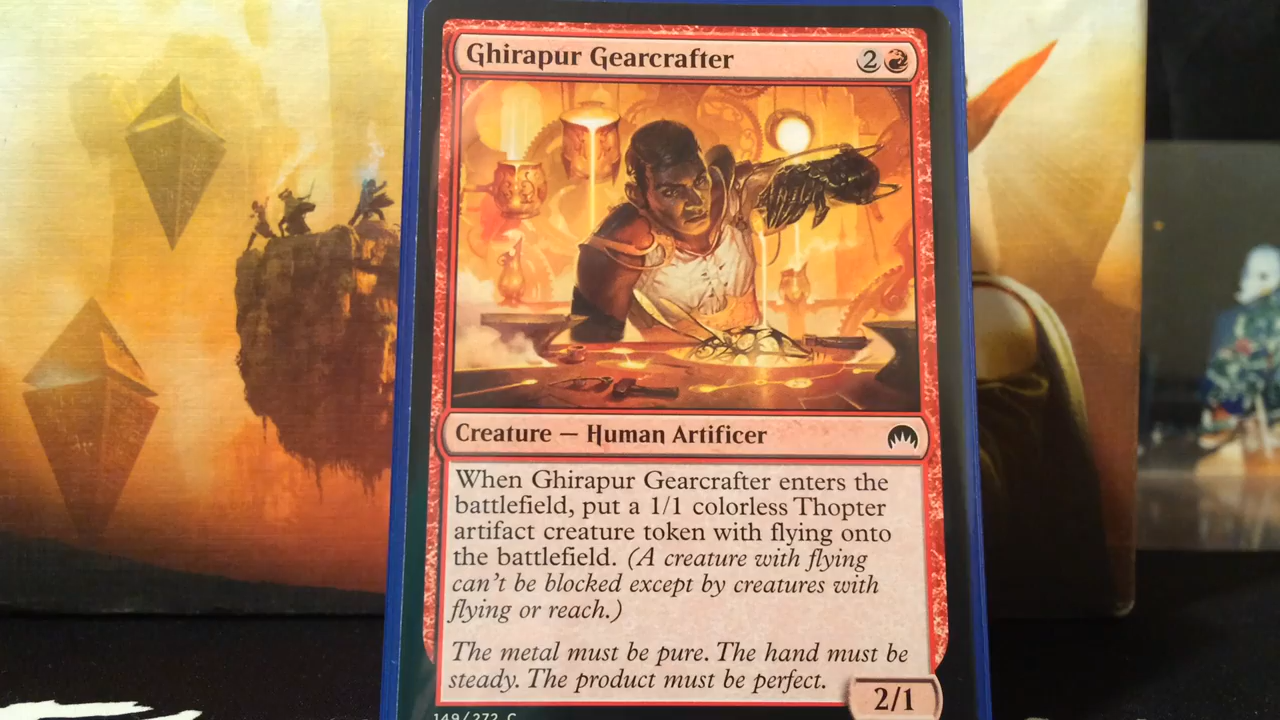 Ghirapur Gearcrafter 2
Creature — Human Artificer
When Ghirapur Gearcrafter enters the
battlefield, put a 1/1 colorless Thopter
artifact creature token with flying onto
the battlefield. (A creature with flying
can't be blocked except by creatures with
flying or reach.)
The metal must be pure. The hand must be
steady. The product must be perfect.
2/1
149/272 C